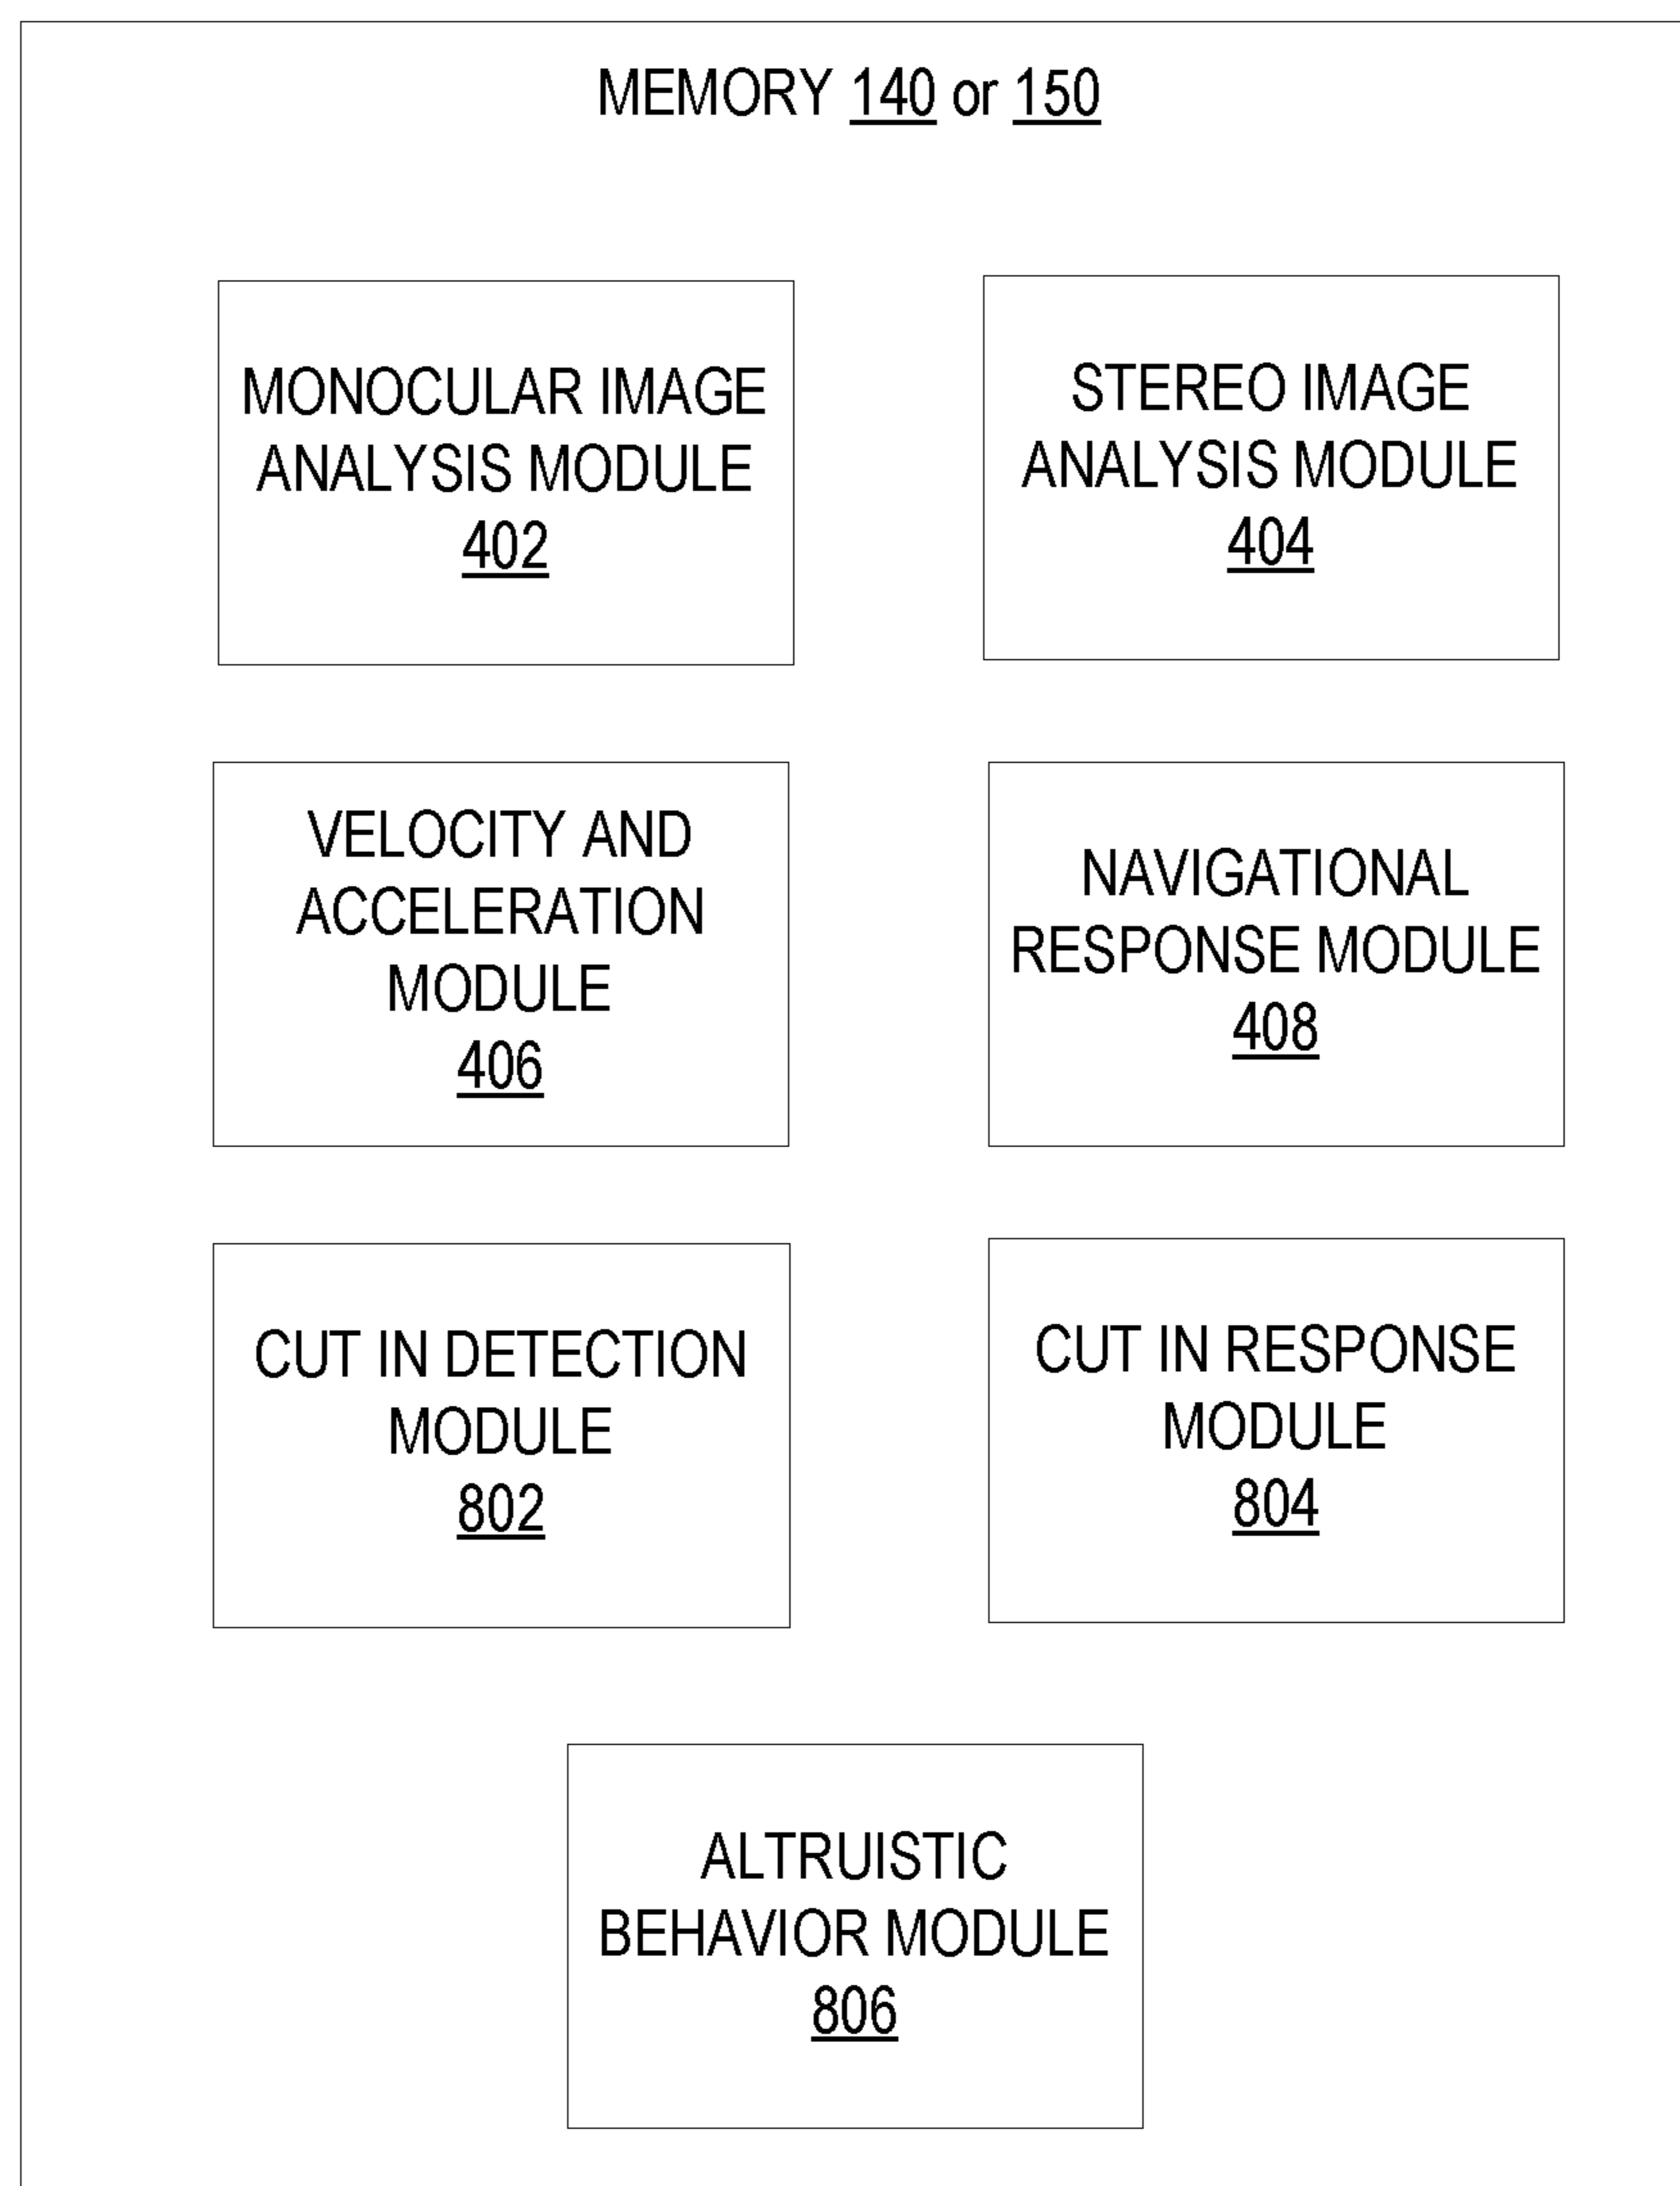 MEMORY 140 or 150
MONOCULAR IMAGE
ANALYSIS MODULE
402
STEREO IMAGE
ANALYSIS MODULE
404
VELOCITY AND
ACCELERATION
MODULE
406
NAVIGATIONAL
RESPONSE MODULE
408
CUT IN DETECTION
MODULE
802
CUT IN RESPONSE
MODULE
804
ALTRUISTIC
BEHAVIOR MODULE
806